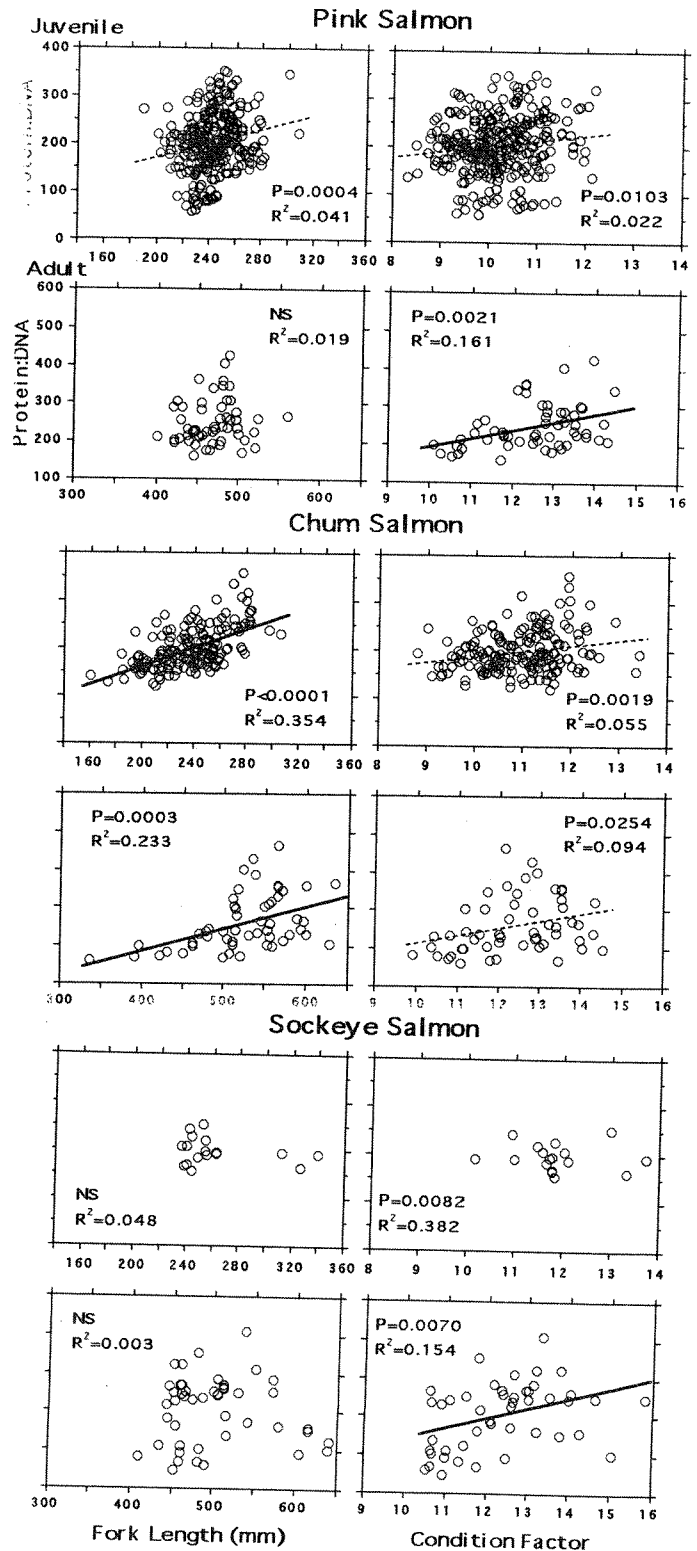 Pink Salmon
Juvenile
400
300
200
100
0
P=0.0004
R²=0.041
P=0.0103
R²=0.022
160 200 240 280 320 360
8 9 10 11 12 13 14
Adult
600
500
400
300
200
100
Protein:DNA
NS
R²=0.019
P=0.0021
R²=0.161
300 400 500 600
10 11 12 13 14 15 16
Chum Salmon
P<0.0001
R²=0.354
P=0.0019
R²=0.055
160 200 240 280 320 360
8 9 10 11 12 13 14
P=0.0003
R²=0.233
P=0.0254
R²=0.094
300 400 500 600
9 10 11 12 13 14 15 16
Sockeye Salmon
NS
R²=0.048
P=0.0082
R²=0.382
160 200 240 280 320 360
8 9 10 11 12 13 14
NS
R²=0.003
P=0.0070
R²=0.154
300 400 500 600
10 11 12 13 14 15 16
Fork Length (mm) Condition Factor